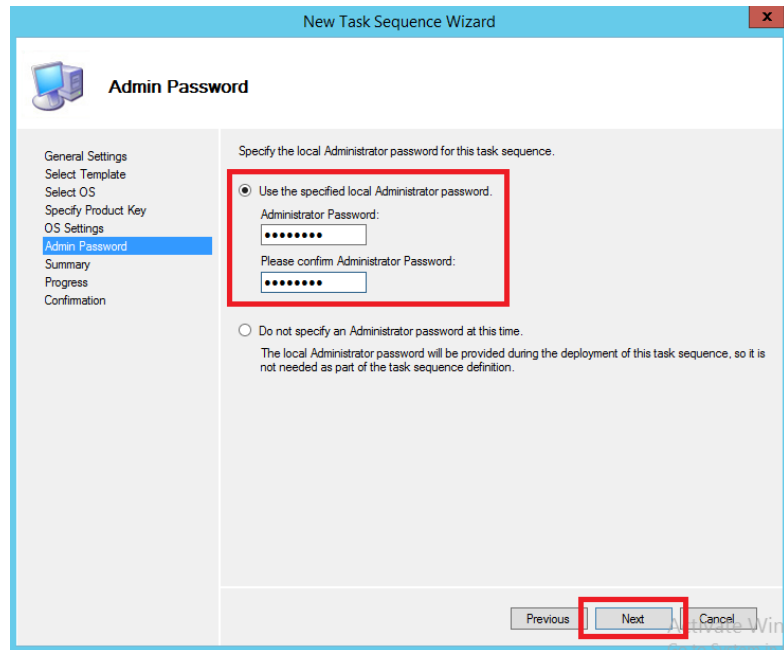 New Task Sequence Wizard
x
Admin Password
General Settings
Select Template
Select OS
Specify Product Key
OS Settings
Admin Password
Summary
Progress
Confirmation
Specify the local Administrator password for this task sequence.
Use the specified local Administrator password.
Administrator Password:
●●●●●●●●
Please confirm Administrator Password:
●●●●●●●●
Do not specify an Administrator password at this time.
The local Administrator password will be provided during the deployment of this task sequence, so it is
not needed as part of the task sequence definition.
Previous
Next
Cancel
Activate Win